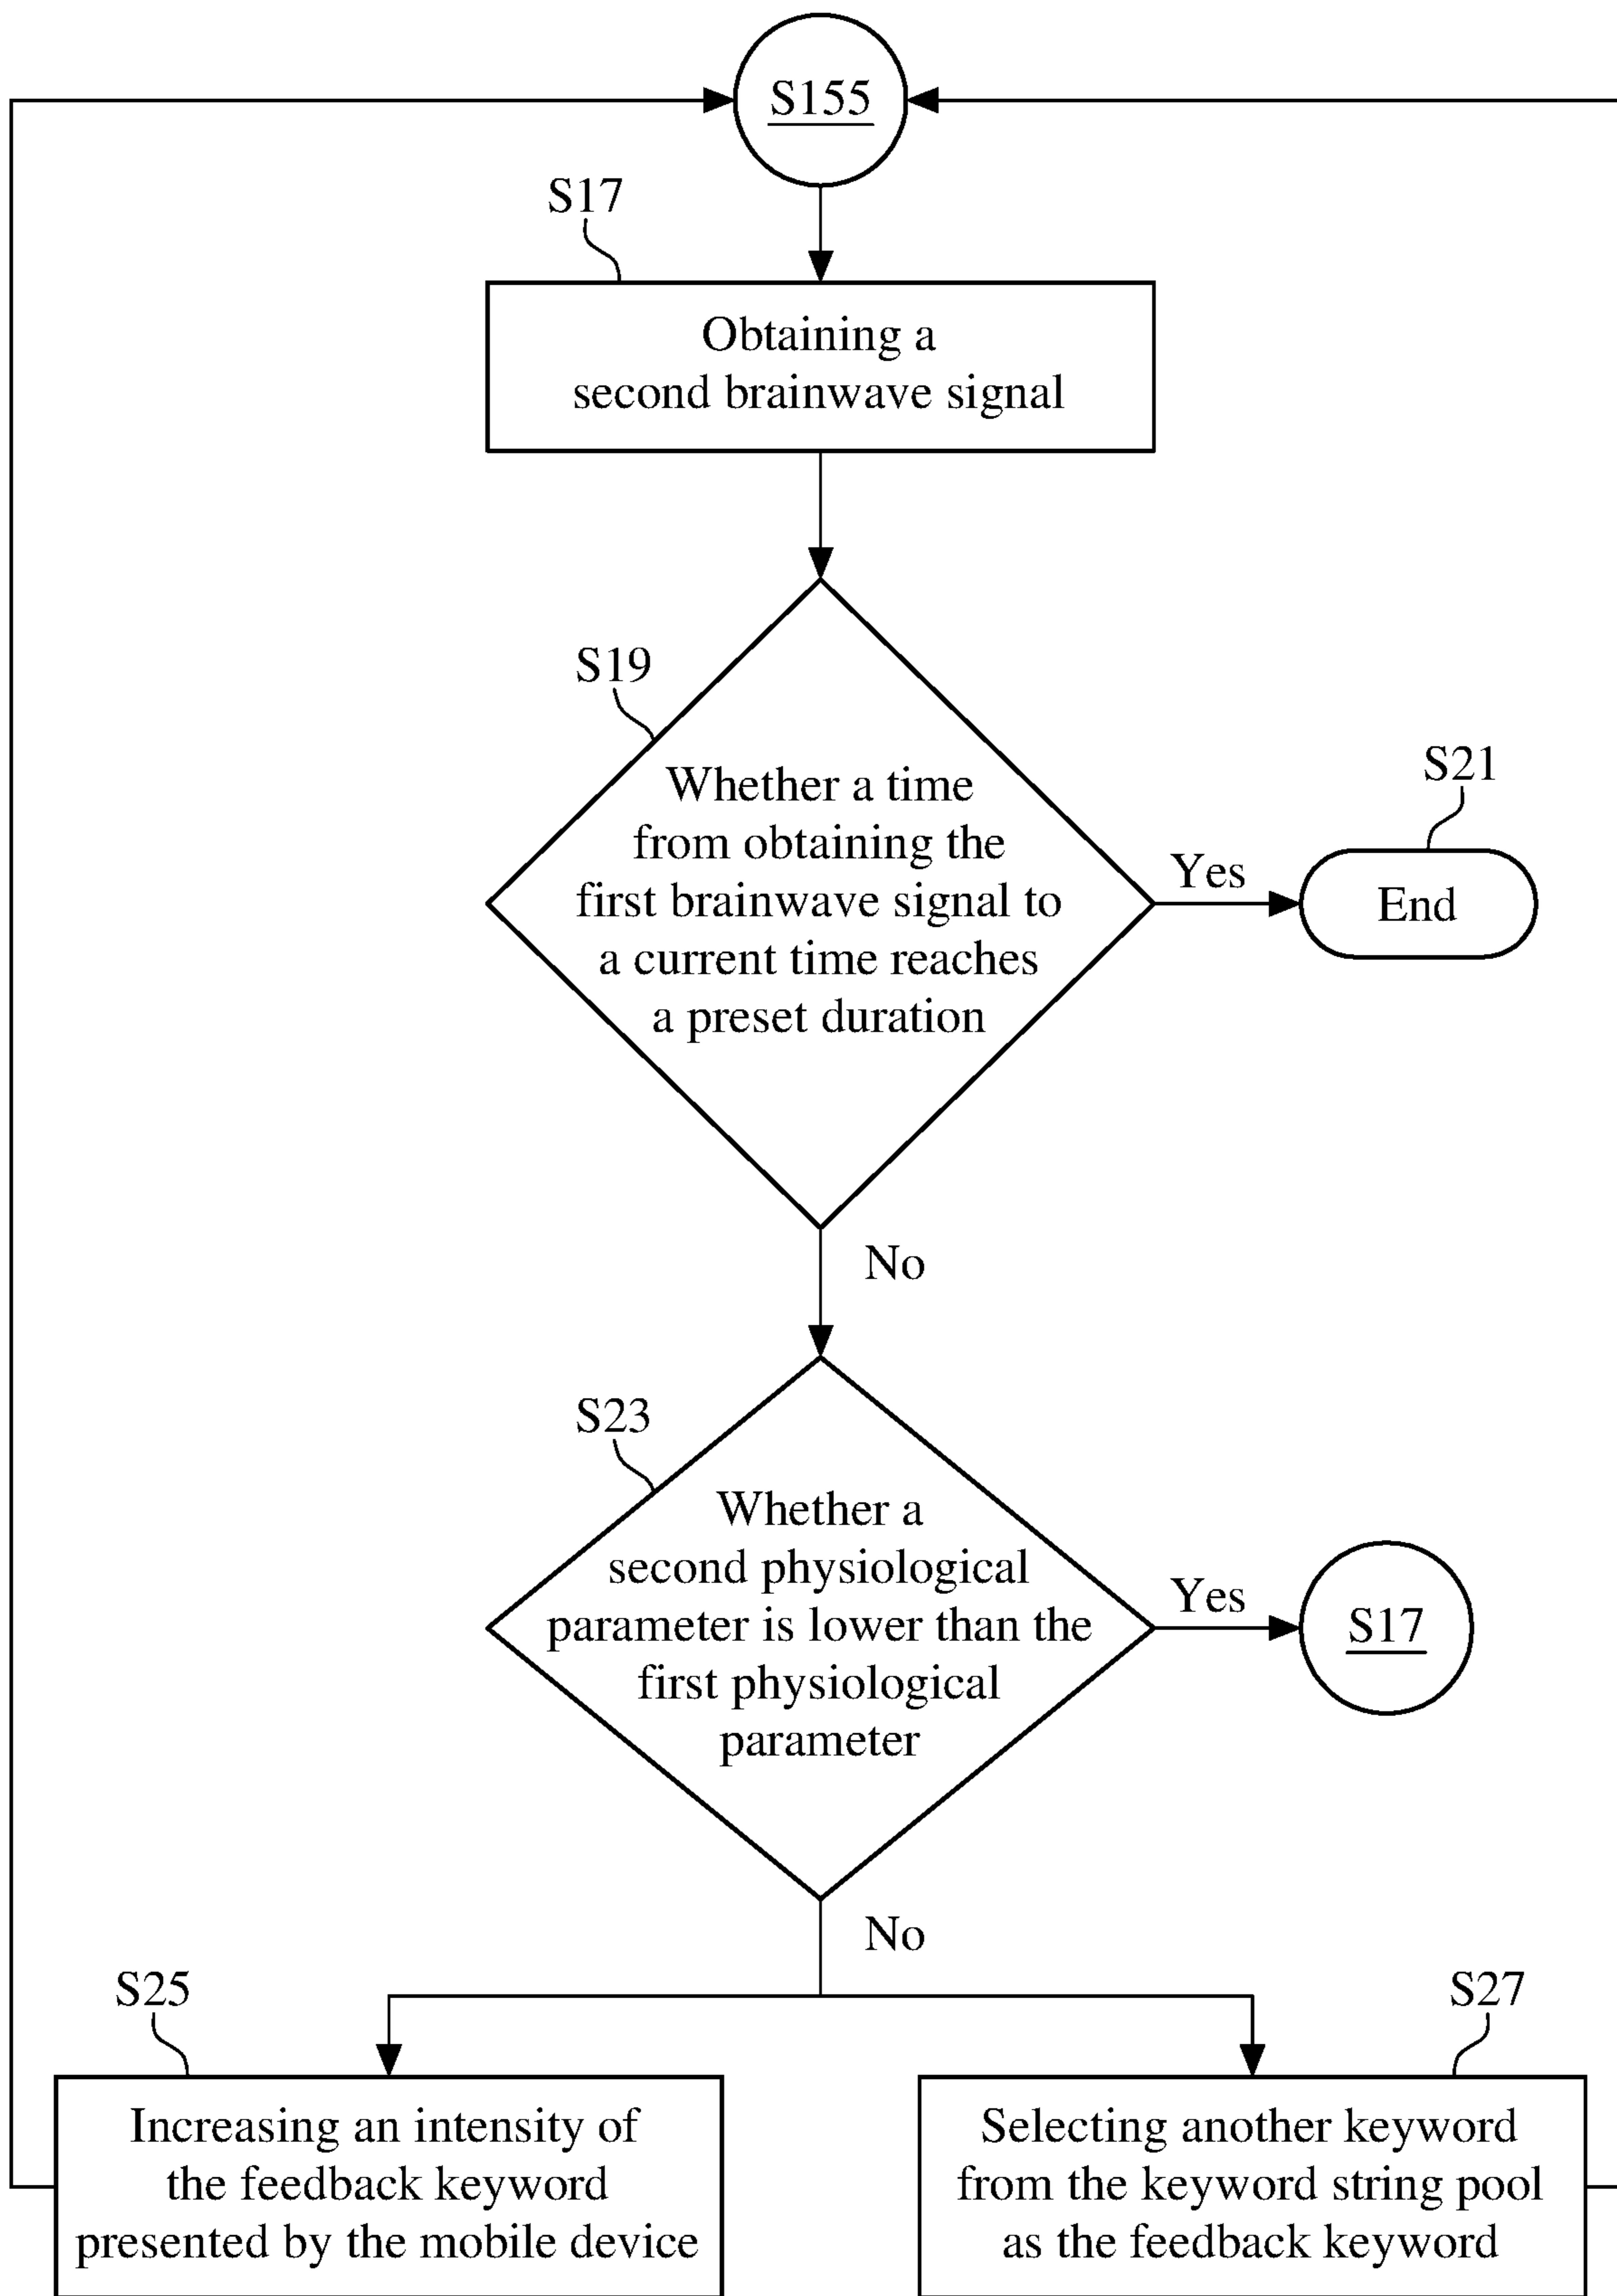 S155
S17
Obtaining a
second brainwave signal
S19
Whether a time
from obtaining the
first brainwave signal to
a current time reaches
a preset duration
Yes
S21
End
No
S23
Whether a
second physiological
parameter is lower than the
first physiological
parameter
Yes
S17
No
S25
Increasing an intensity of
the feedback keyword
presented by the mobile device
S27
Selecting another keyword
from the keyword string pool
as the feedback keyword